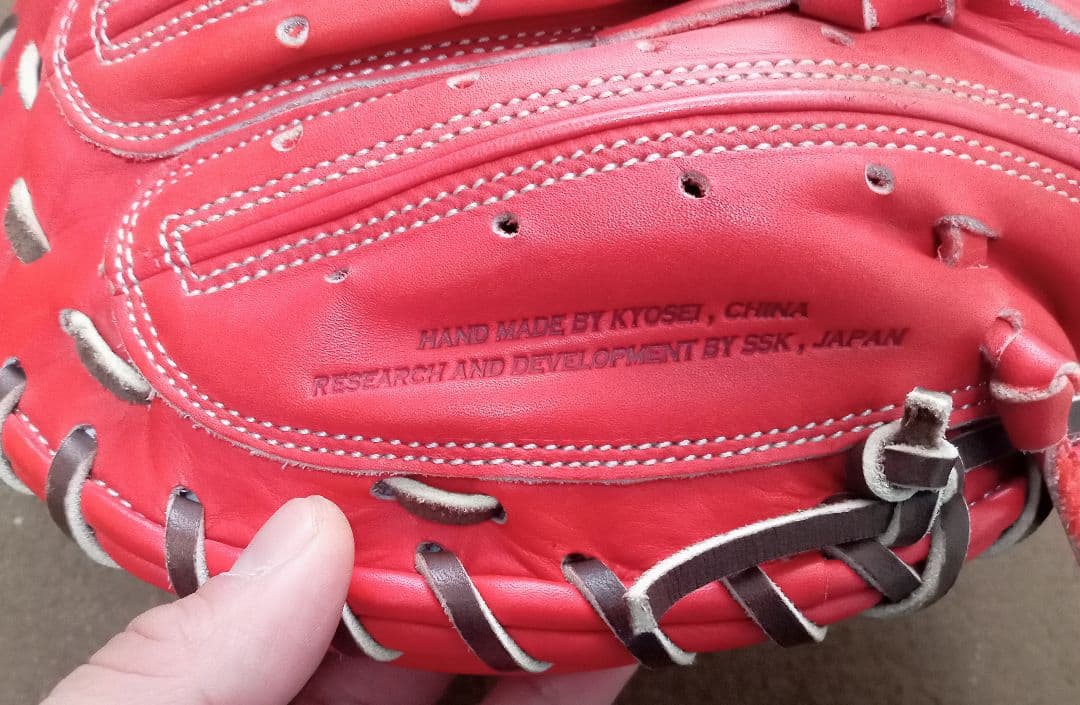 HAND MADE BY KYOSEI , CHINA
RESEARCH AND DEVELOPMENT BY SSK , JAPAN